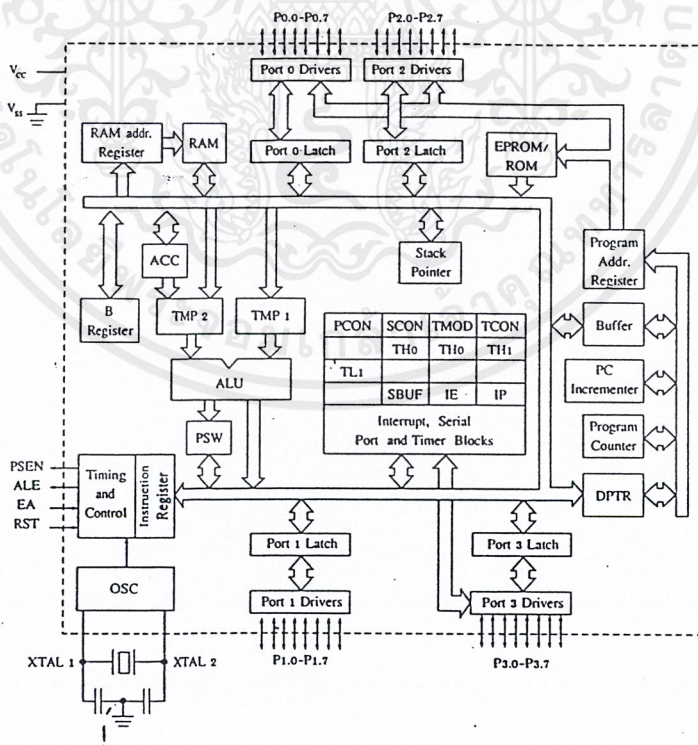 P0.0-P0.7
P2.0-P2.7
Vcc
Vss
Port 0 Drivers
Port 2 Drivers
RAM addr.
Register
RAM
Port 0 Latch
Port 2 Latch
EPROM/
ROM
ACC
Stack
Pointer
Program
Addr.
Register
B
Register
TMP 2
TMP 1
PCON SCON TMOD TCON
TH0 TH0 TH1
TL1
SBUF IE IP
Interrupt, Serial
Port and Timer Blocks
Buffer
PC
Incrementer
ALU
PSW
Program
Counter
PSEN
ALE
EA
RST
Timing
and
Control
Instruction
Register
DPTR
Port 1 Latch
Port 3 Latch
OSC
Port 1 Drivers
Port 3 Drivers
XTAL 1
XTAL 2
P1.0-P1.7
P3.0-P3.7